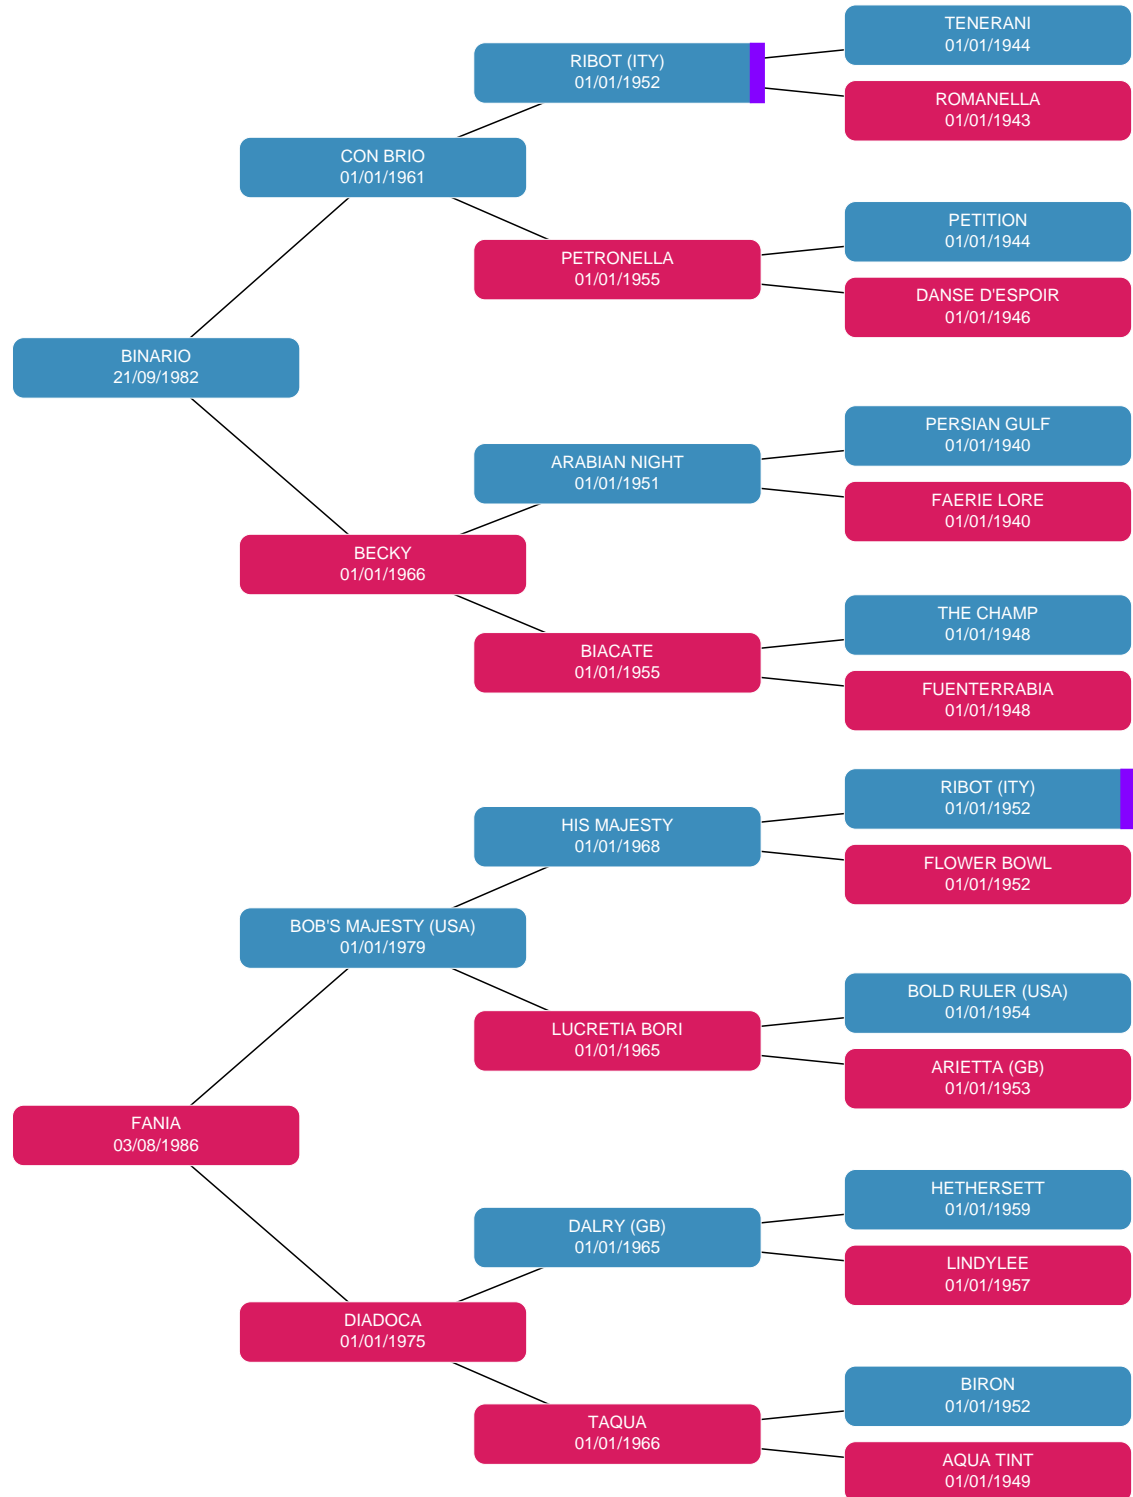 TENERANI
01/01/1944
RIBOT (ITY)
01/01/1952
ROMANELLA
01/01/1943
CON BRIO
01/01/1961
PETITION
01/01/1944
PETRONELLA
01/01/1955
DANSE D'ESPOIR
01/01/1946
BINARIO
21/09/1982
PERSIAN GULF
01/01/1940
ARABIAN NIGHT
01/01/1951
FAERIE LORE
01/01/1940
BECKY
01/01/1966
THE CHAMP
01/01/1948
BIACATE
01/01/1955
FUENTERRABIA
01/01/1948
RIBOT (ITY)
01/01/1952
HIS MAJESTY
01/01/1968
FLOWER BOWL
01/01/1952
BOB'S MAJESTY (USA)
01/01/1979
BOLD RULER (USA)
01/01/1954
LUCRETIA BORI
01/01/1965
ARIETTA (GB)
01/01/1953
FANIA
03/08/1986
HETHERSETT
01/01/1959
DALRY (GB)
01/01/1965
LINDYLEE
01/01/1957
DIADOCA
01/01/1975
BIRON
01/01/1952
TAQUA
01/01/1966
AQUA TINT
01/01/1949